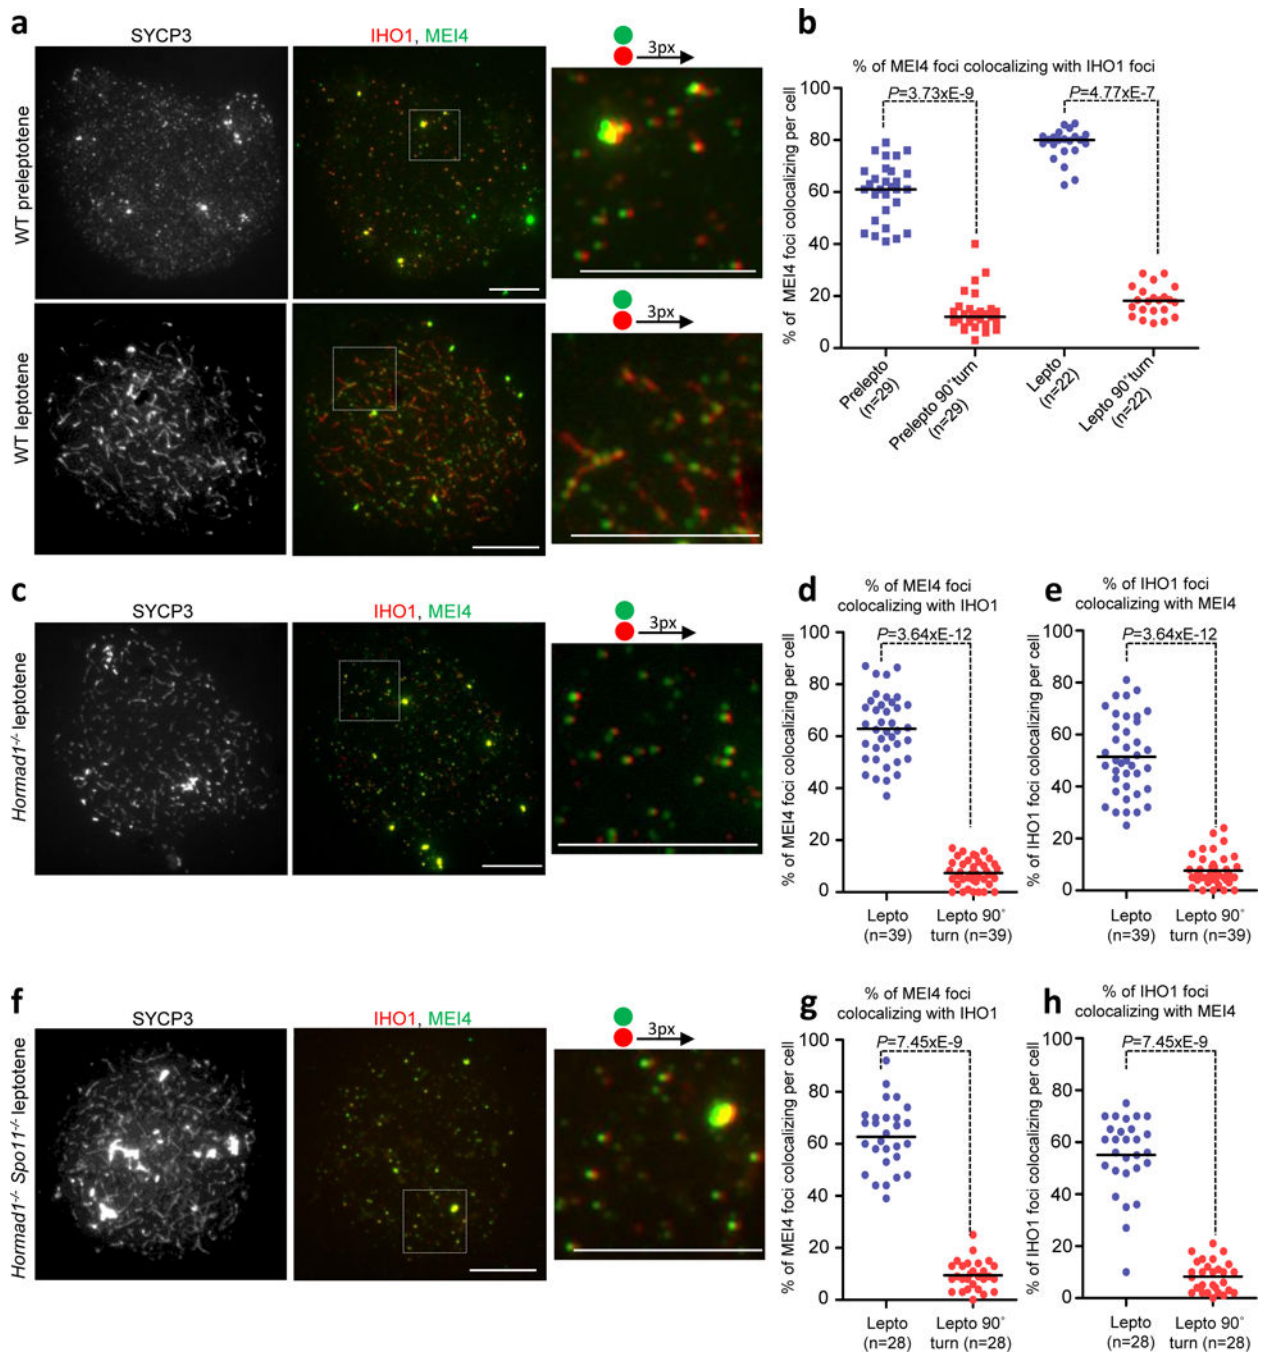 a
SYCP3
IHO1, MEI4
3px
WT preleptotene
3px
WT leptotene
b
% of MEI4 foci colocalizing with IHO1 foci
P=3.73xE-9
P=4.77xE-7
% of MEI4 foci colocalizing per cell
100
80
60
40
20
0
Prelepto
(n=29)
Prelepto 90˚turn
(n=29)
Lepto
(n=22)
Lepto 90˚turn
(n=22)
c
SYCP3
IHO1, MEI4
3px
Hormad1-/- leptotene
d
% of MEI4 foci
colocalizing with IHO1
P=3.64xE-12
% of MEI4 foci colocalizing per cell
100
80
60
40
20
0
Lepto
(n=39)
Lepto 90˚
turn (n=39)
e
% of IHO1 foci
colocalizing with MEI4
P=3.64xE-12
% of IHO1 foci colocalizing per cell
100
80
60
40
20
0
Lepto
(n=39)
Lepto 90˚
turn (n=39)
f
SYCP3
IHO1, MEI4
3px
Hormad1-/- Spo11-/- leptotene
g
% of MEI4 foci
colocalizing with IHO1
P=7.45xE-9
% of MEI4 foci colocalizing per cell
100
80
60
40
20
0
Lepto
(n=28)
Lepto 90˚
turn (n=28)
h
% of IHO1 foci
colocalizing with MEI4
P=7.45xE-9
% of IHO1 foci colocalizing per cell
100
80
60
40
20
0
Lepto
(n=28)
Lepto 90˚
turn (n=28)